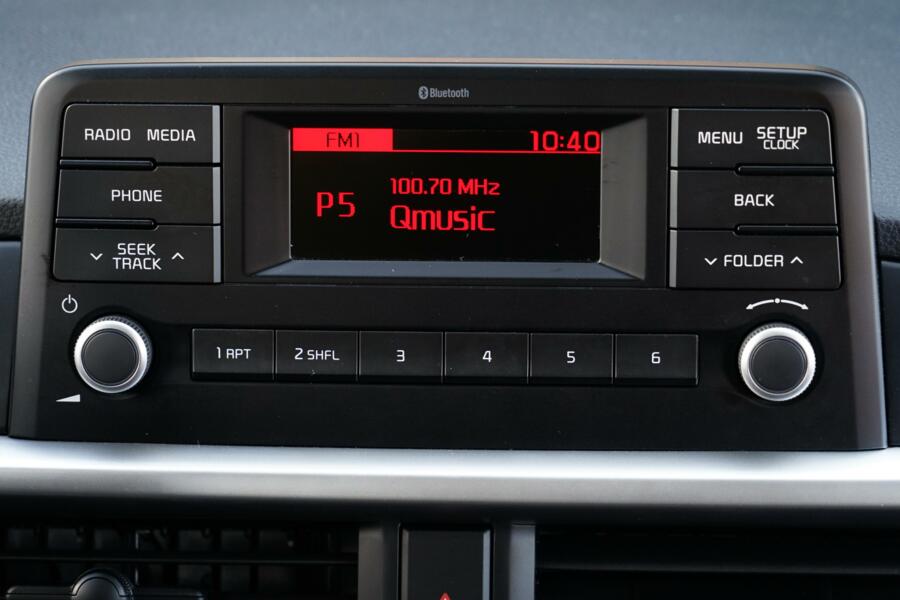 Bluetooth
RADIO MEDIA
PHONE
SEEK
TRACK
FM1 10:40
P5
100.70 MHz
Qmusic
MENU
SETUP
CLOCK
BACK
FOLDER
1 RPT
2 SHFL
3
4
5
6